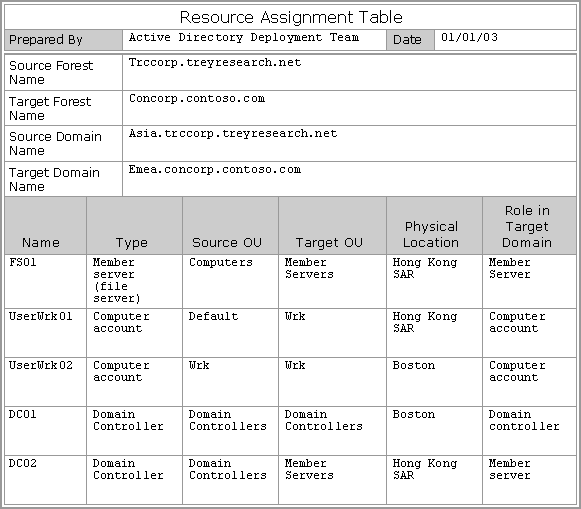 Resource Assignment Table
Prepared By Active Directory Deployment Team Date 01/01/03
Source Forest Name Trccorp.treyresearch.net
Target Forest Name Concorp.contoso.com
Source Domain Name Asia.trccorp.treyresearch.net
Target Domain Name Emea.concorp.contoso.com
Name Type Source OU Target OU Physical Location Role in Target Domain
FS01 Member server (file server) Computers Member Servers Hong Kong SAR Member Server
UserWrk01 Computer account Default Wrk Hong Kong SAR Computer account
UserWrk02 Computer account Wrk Wrk Boston Computer account
DC01 Domain Controller Domain Controllers Domain Controllers Boston Domain controller
DC02 Domain Controller Domain Controllers Member Servers Hong Kong SAR Member server